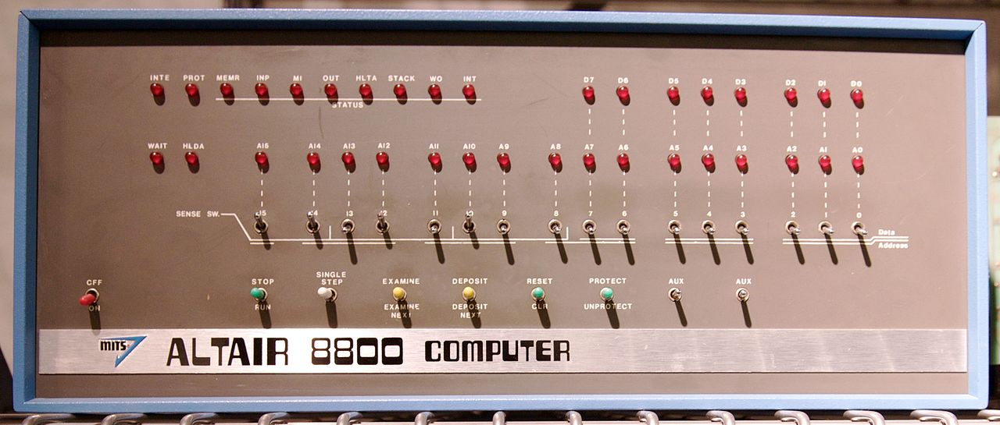 INTE PROT MEMR INP MI OUT HLTA STACK WO INT D7 D6 D5 D4 D3 D2 D1 D0
STATUS
WAIT HLDA A15 A14 A13 A12 A11 A10 A9 A8 A7 A6 A5 A4 A3 A2 A1 A0
SENSE SW. 15 14 13 12 11 10 9 8 7 6 5 4 3 2 1 0
Data
Address
OFF STOP SINGLE STEP EXAMINE DEPOSIT RESET PROTECT AUX AUX
ON RUN EXAMINE NEXT DEPOSIT NEXT CLR UNPROTECT
mits ALTAIR 8800 COMPUTER